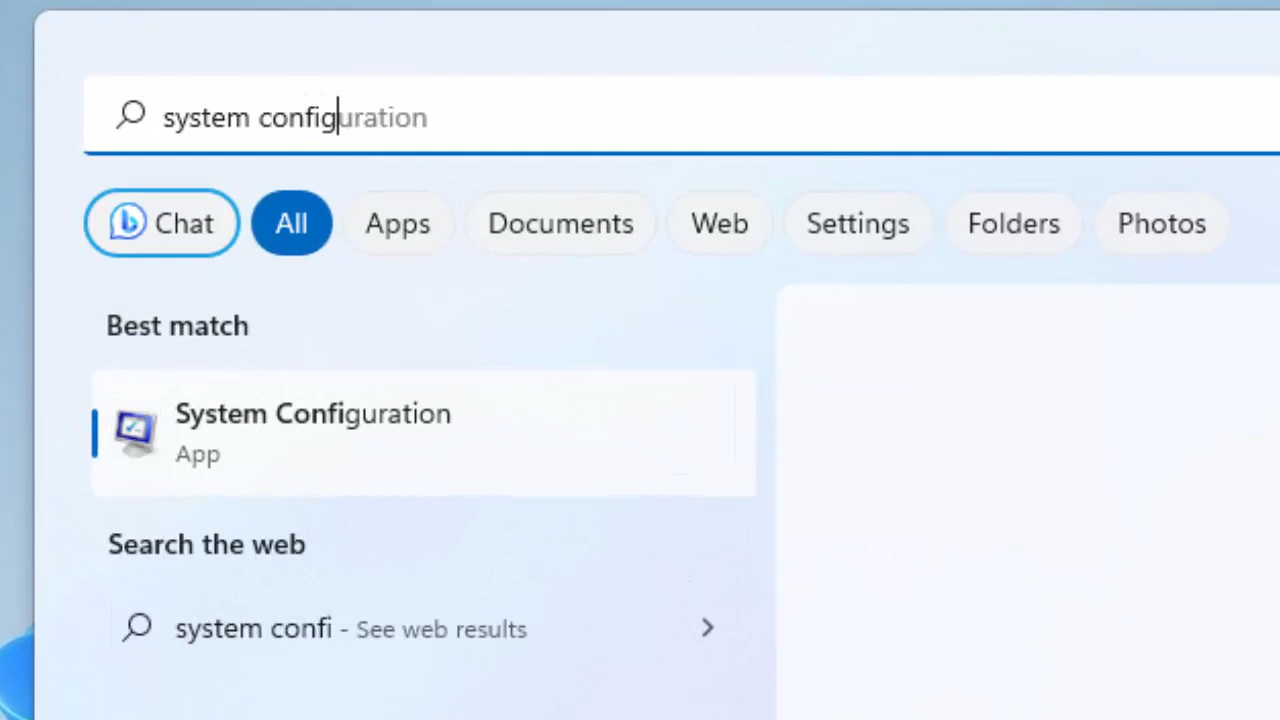 system configuration
Chat All Apps Documents Web Settings Folders Photos
Best match
System Configuration
App
Search the web
system confi - See web results